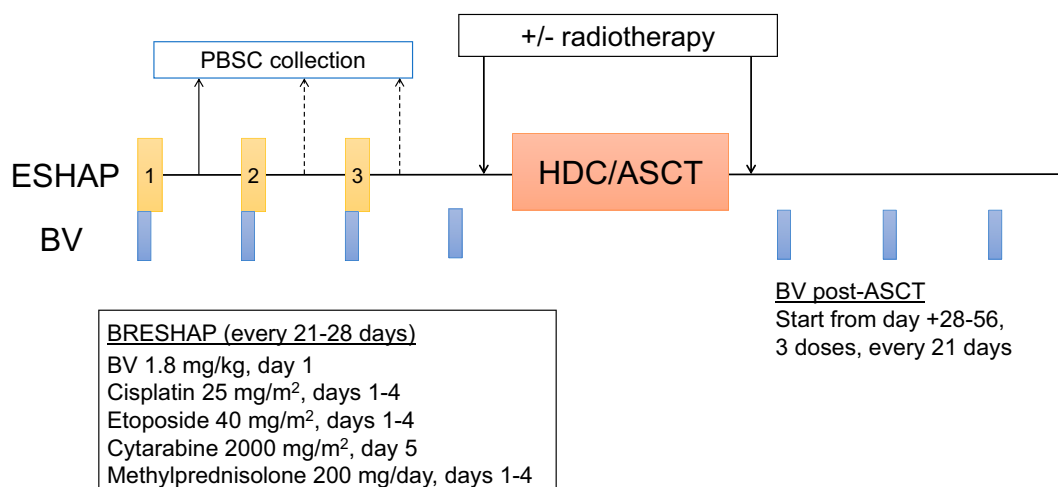 +/- radiotherapy
PBSC collection
ESHAP
1
2
3
HDC/ASCT
BV
BV post-ASCT
Start from day +28-56,
3 doses, every 21 days
BRESHAP (every 21-28 days)
BV 1.8 mg/kg, day 1
Cisplatin 25 mg/m², days 1-4
Etoposide 40 mg/m², days 1-4
Cytarabine 2000 mg/m², day 5
Methylprednisolone 200 mg/day, days 1-4